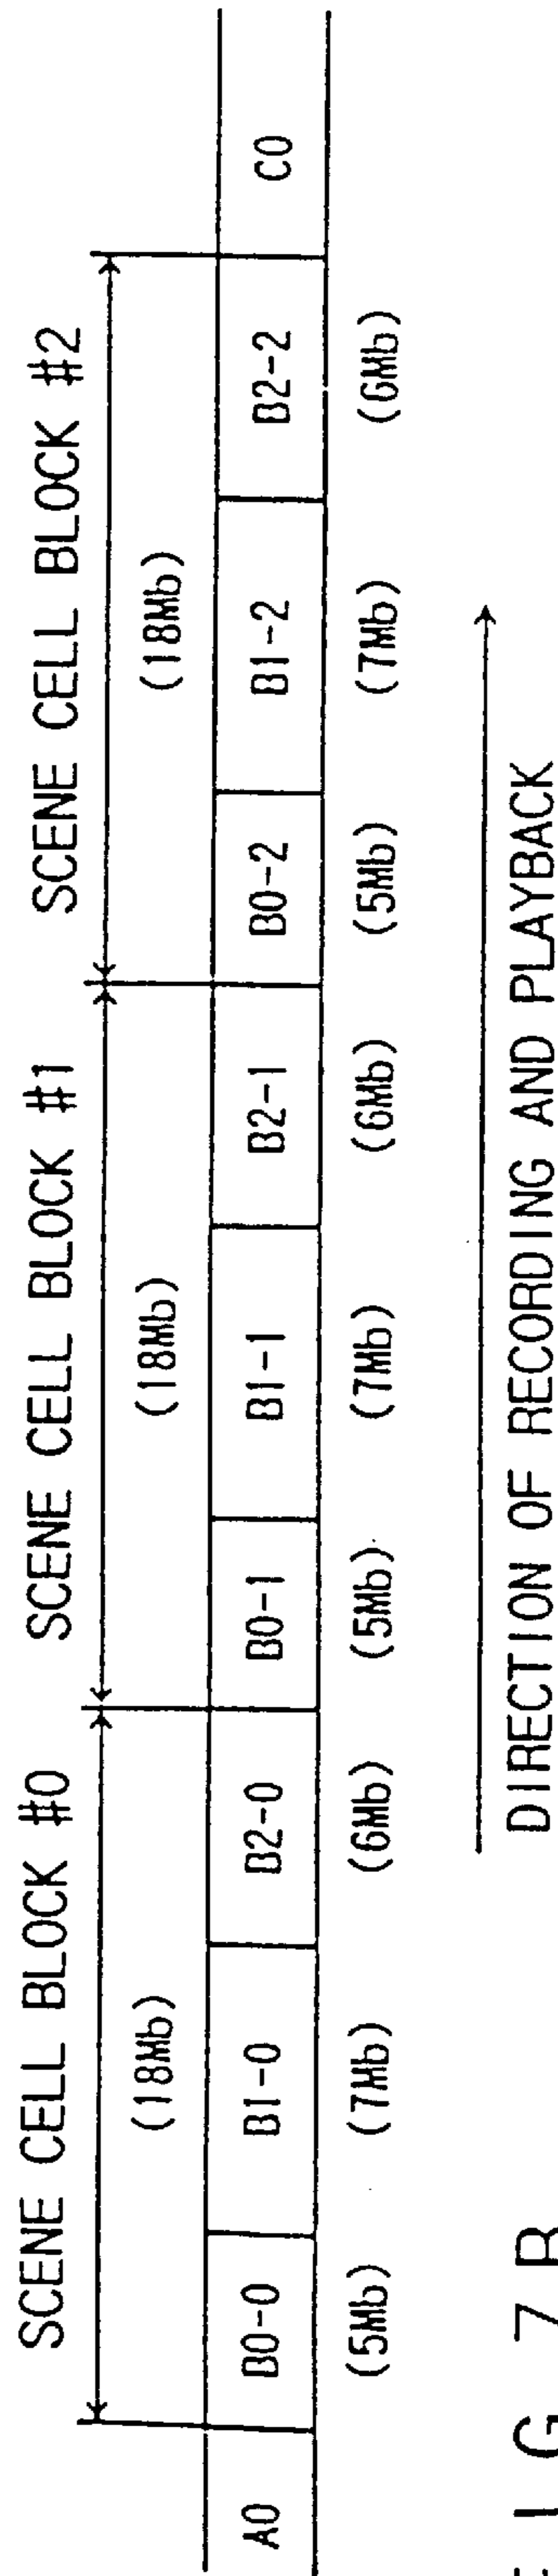 SCENE CELL BLOCK #0 SCENE CELL BLOCK #1 SCENE CELL BLOCK #2
(18Mb) (18Mb) (18Mb)
A0 B0-0 B1-0 B2-0 B0-1 B1-1 B2-1 B0-2 B1-2 B2-2 C0
(5Mb) (7Mb) (6Mb) (5Mb) (7Mb) (6Mb) (5Mb) (7Mb) (6Mb)
DIRECTION OF RECORDING AND PLAYBACK
FIG 7B